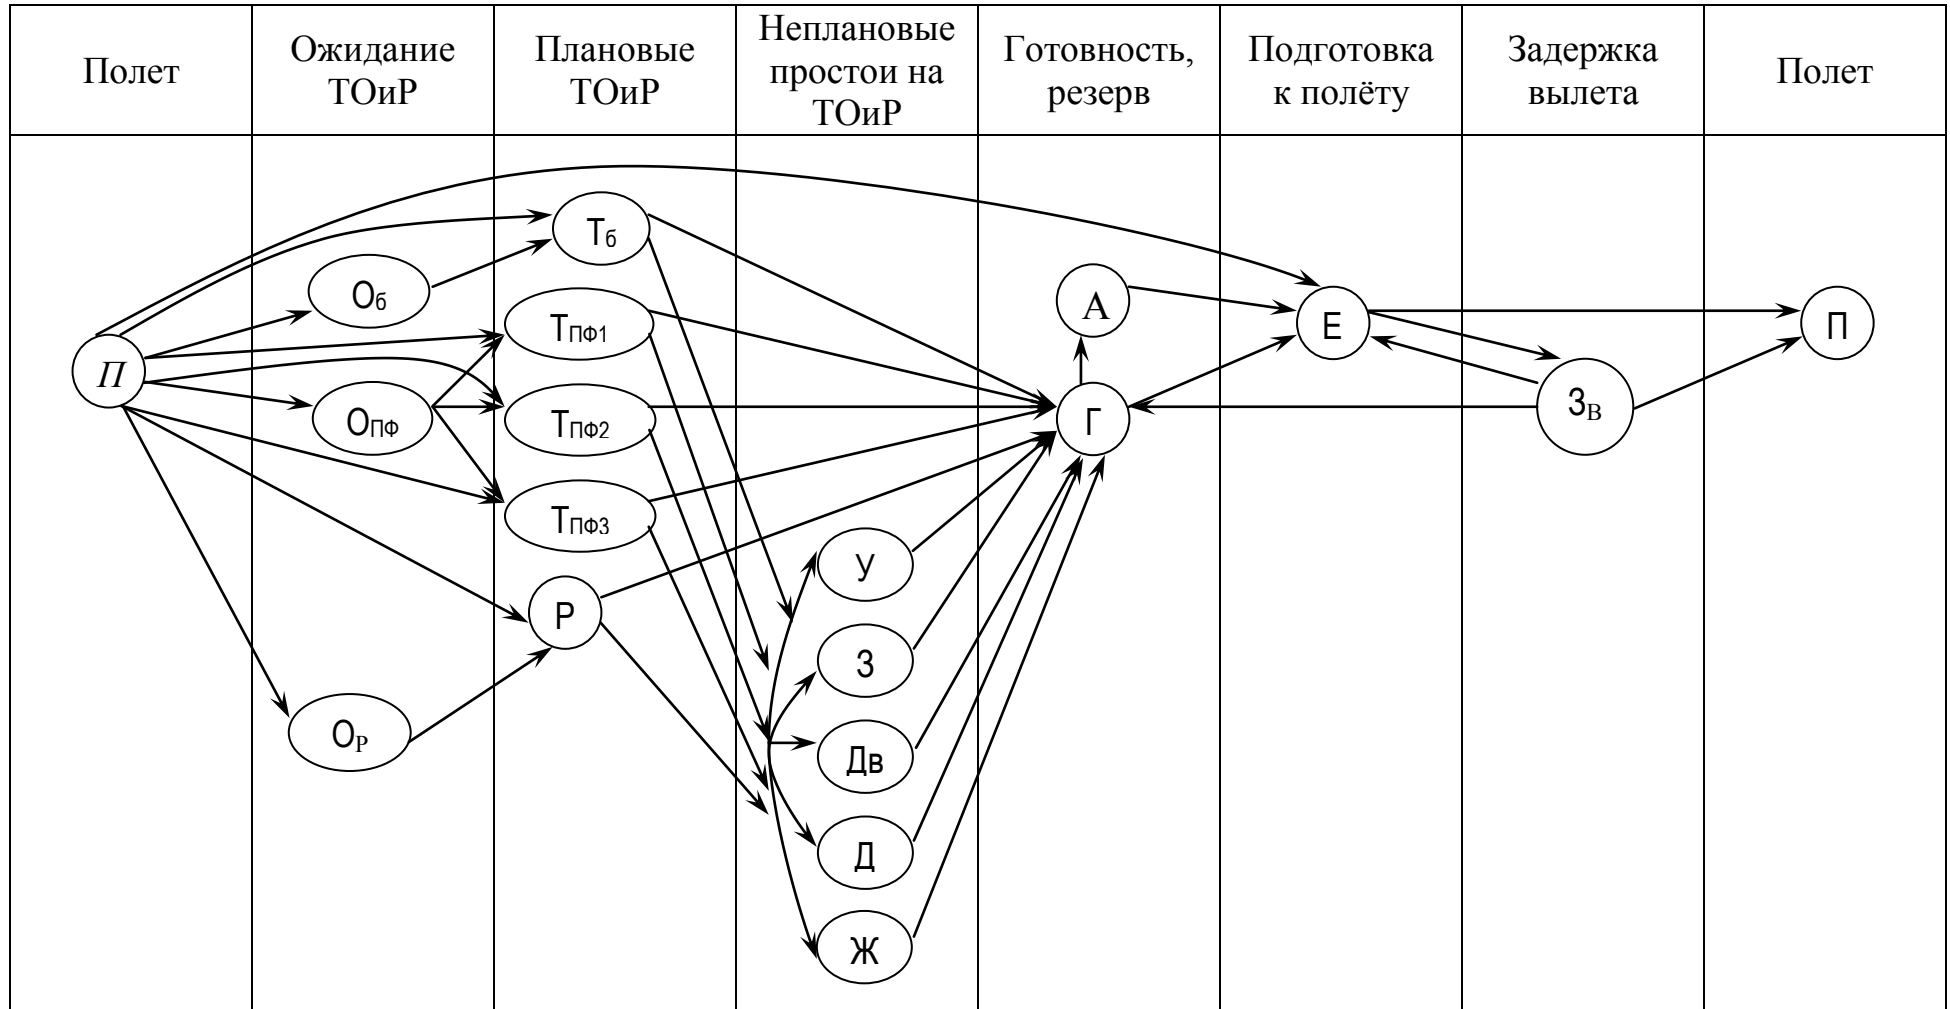 Полет
Ожидание
ТОиР
Плановые
ТОиР
Неплановые
простои на
ТОиР
Готовность,
резерв
Подготовка
к полёту
Задержка
вылета
Полет
П
Об
ОПФ
ОР
Тб
ТПФ1
ТПФ2
ТПФ3
Р
У
З
Дв
Д
Ж
А
Г
Е
ЗВ
П